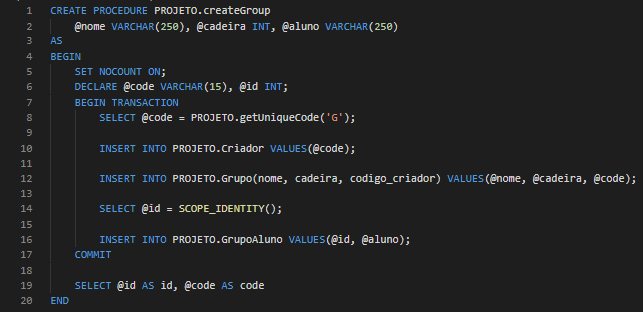 1 CREATE PROCEDURE PROJETO.createGroup
2 @nome VARCHAR(250), @cadeira INT, @aluno VARCHAR(250)
3 AS
4 BEGIN
5 SET NOCOUNT ON;
6 DECLARE @code VARCHAR(15), @id INT;
7 BEGIN TRANSACTION
8 SELECT @code = PROJETO.getUniqueCode('G');
9
10 INSERT INTO PROJETO.Criador VALUES(@code);
11
12 INSERT INTO PROJETO.Grupo(nome, cadeira, codigo_criador) VALUES(@nome, @cadeira, @code);
13
14 SELECT @id = SCOPE_IDENTITY();
15
16 INSERT INTO PROJETO.GrupoAluno VALUES(@id, @aluno);
17 COMMIT
18
19 SELECT @id AS id, @code AS code
20 END